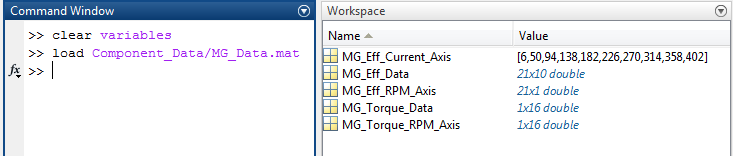 Command Window
>> clear variables
>> load Component_Data/MG_Data.mat
fx >>
Workspace
Name Value
MG_Eff_Current_Axis [6,50,94,138,182,226,270,314,358,402]
MG_Eff_Data 21x10 double
MG_Eff_RPM_Axis 21x1 double
MG_Torque_Data 1x16 double
MG_Torque_RPM_Axis 1x16 double